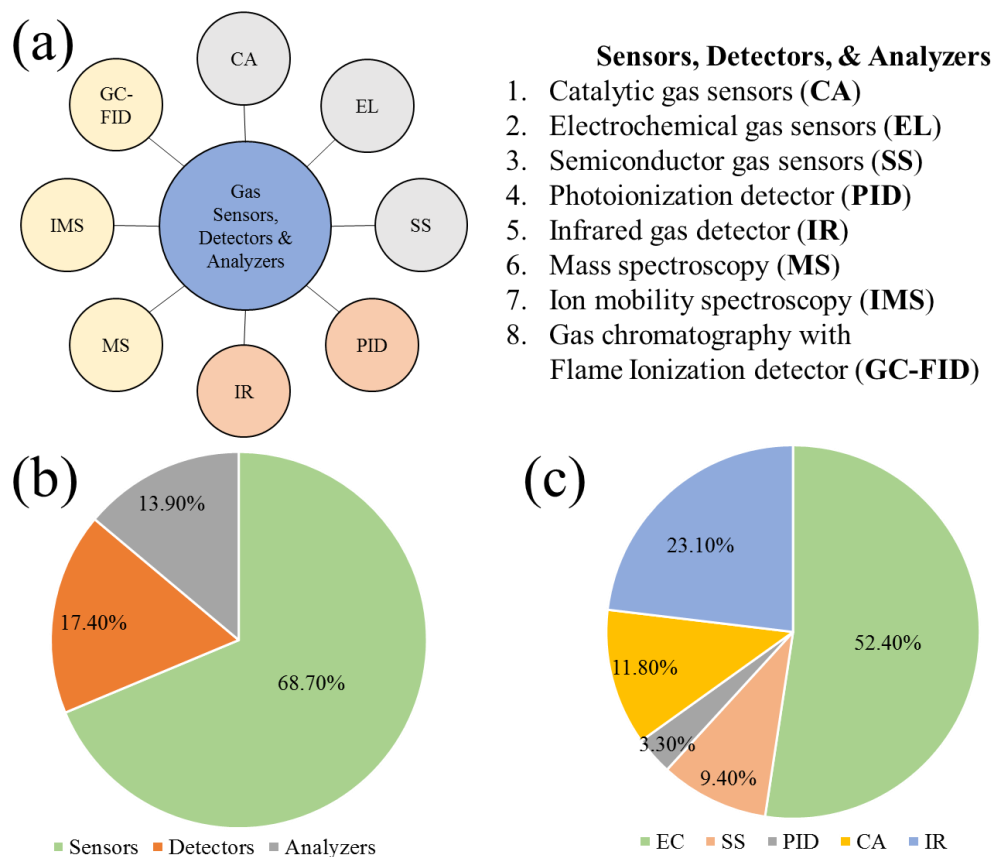 (a)
CA
EL
SS
PID
IR
MS
IMS
GC-
FID
Gas
Sensors,
Detectors &
Analyzers
Sensors, Detectors, & Analyzers
1. Catalytic gas sensors (CA)
2. Electrochemical gas sensors (EL)
3. Semiconductor gas sensors (SS)
4. Photoionization detector (PID)
5. Infrared gas detector (IR)
6. Mass spectroscopy (MS)
7. Ion mobility spectroscopy (IMS)
8. Gas chromatography with
Flame Ionization detector (GC-FID)
(b)
13.90%
17.40%
68.70%
Sensors Detectors Analyzers
(c)
23.10%
52.40%
11.80%
3.30%
9.40%
EC SS PID CA IR